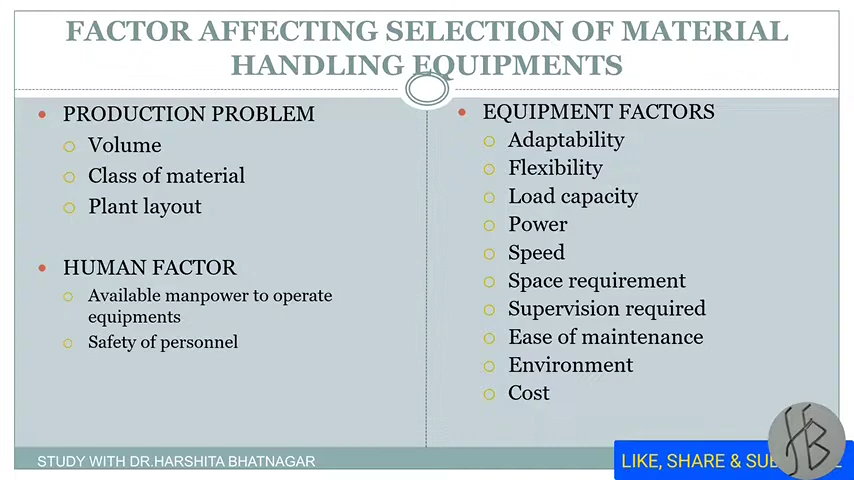 FACTOR AFFECTING SELECTION OF MATERIAL
HANDLING EQUIPMENTS
PRODUCTION PROBLEM
Volume
Class of material
Plant layout
HUMAN FACTOR
Available manpower to operate
equipments
Safety of personnel
EQUIPMENT FACTORS
Adaptability
Flexibility
Load capacity
Power
Speed
Space requirement
Supervision required
Ease of maintenance
Environment
Cost
STUDY WITH DR.HARSHITA BHATNAGAR
LIKE, SHARE &